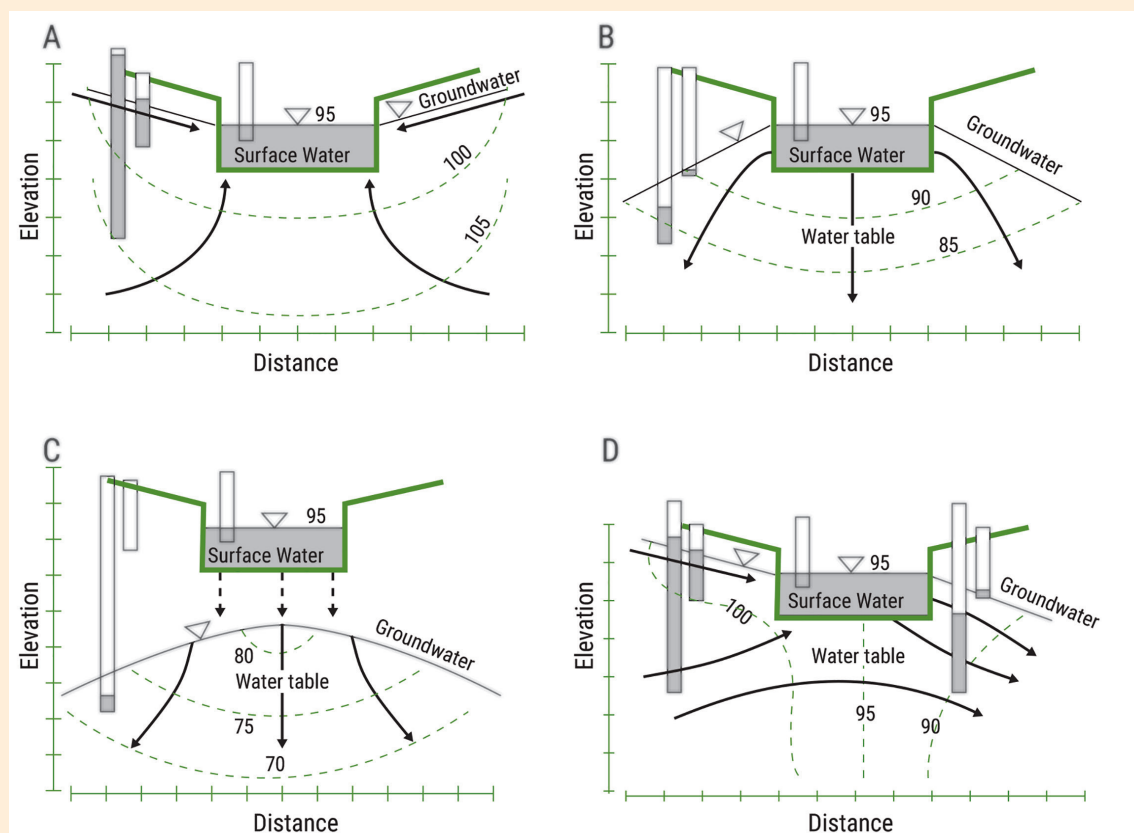 A
95
Groundwater
Surface Water
100
105
Elevation
Distance
B
95
Groundwater
Surface Water
90
Water table
85
Elevation
Distance
C
95
Surface Water
Groundwater
80
Water table
75
70
Elevation
Distance
D
95
Surface Water
Groundwater
100
Water table
95
90
Elevation
Distance